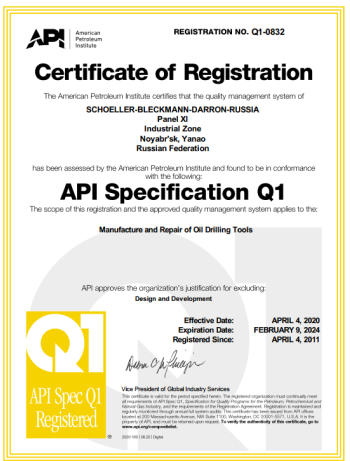 API
American
Petroleum
Institute
REGISTRATION NO. Q1-0832
Certificate of Registration
The American Petroleum Institute certifies that the quality management system of
SCHOELLER-BLECKMANN-DARRON-RUSSIA
Panel XI
Industrial Zone
Noyabr'sk, Yanao
Russian Federation
has been assessed by the American Petroleum Institute and found to be in conformance
with the following:
API Specification Q1
The scope of this registration and the approved quality management system applies to the:
Manufacture and Repair of Oil Drilling Tools
API approves the organization's justification for excluding:
Design and Development
Effective Date: APRIL 4, 2020
Expiration Date: FEBRUARY 9, 2024
Registered Since: APRIL 4, 2011
Q1
API Spec Q1
Registered
®
Vice President of Global Industry Services
This certificate is valid for the period specified herein. The registered organization must continually meet
all requirements of API Spec Q1, Specification for Quality Programs for the Petroleum, Petrochemical and
Natural Gas Industry, and the requirements of the Registration Agreement. Registration is maintained and
regularly monitored through annual full system audits. This certificate has been issued from API offices
located at 200 Massachusetts Avenue, NW Suite 1100, Washington, DC 20001-5571, U.S.A. It is the
property of API, and must be returned upon request. To verify the authenticity of this certificate, go to
www.api.org/compositelist.